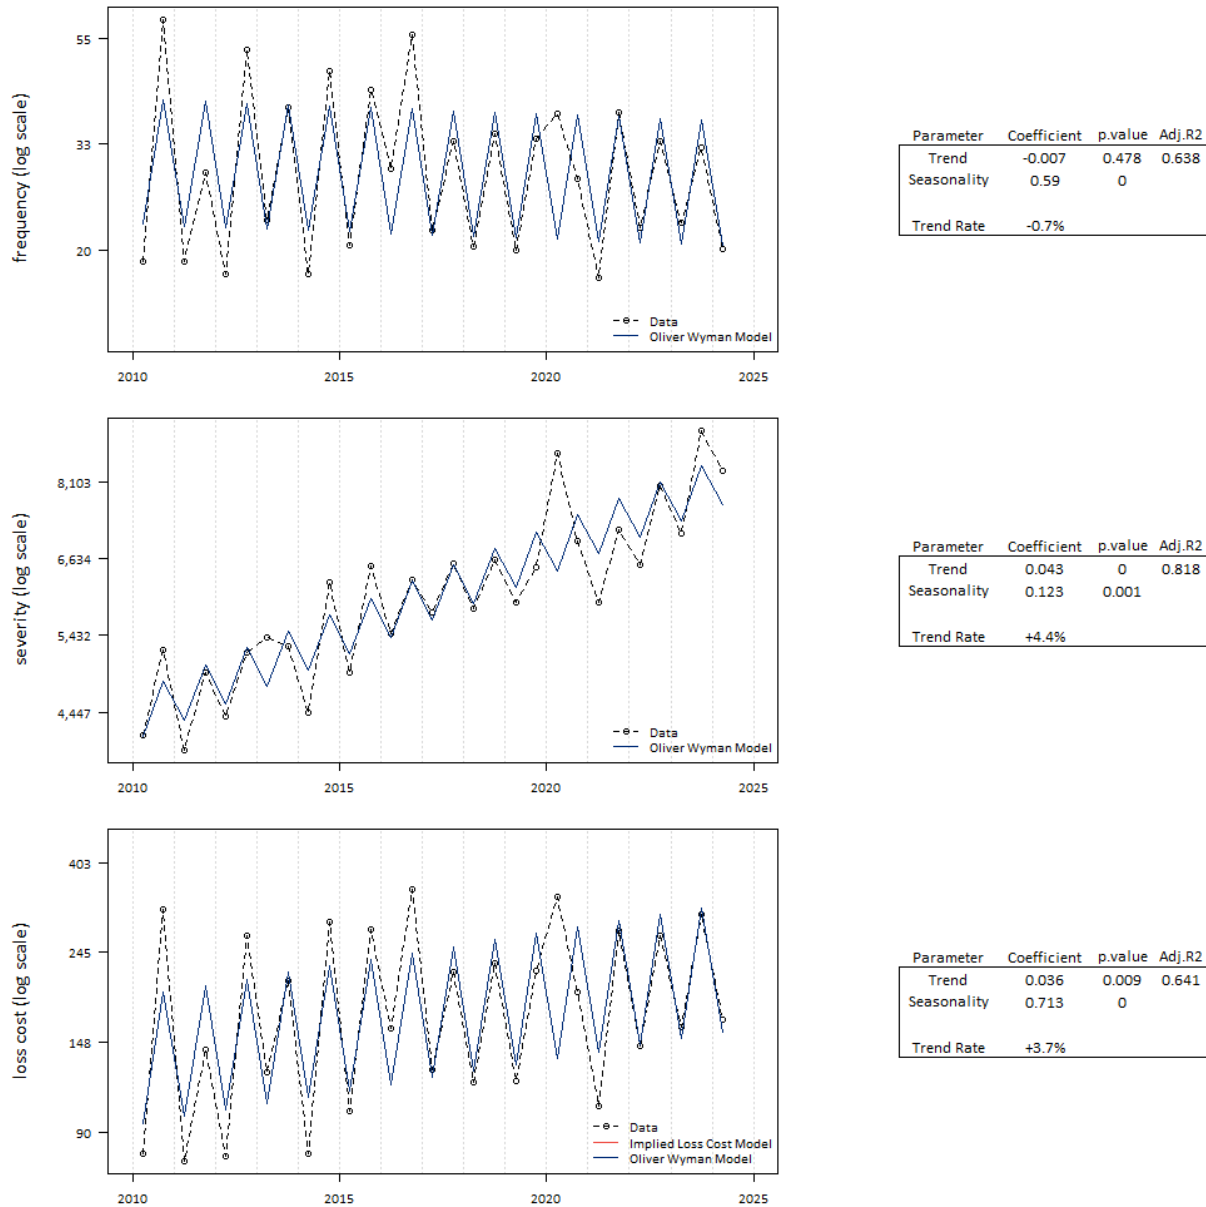 frequency (log scale)
55
33
20
Data
Oliver Wyman Model
2010 2015 2020 2025
Parameter Coefficient p.value Adj.R2
Trend -0.007 0.478 0.638
Seasonality 0.59 0
Trend Rate -0.7%
severity (log scale)
8,103
6,634
5,432
4,447
Data
Oliver Wyman Model
2010 2015 2020 2025
Parameter Coefficient p.value Adj.R2
Trend 0.043 0 0.818
Seasonality 0.123 0.001
Trend Rate +4.4%
loss cost (log scale)
403
245
148
90
Data
Implied Loss Cost Model
Oliver Wyman Model
2010 2015 2020 2025
Parameter Coefficient p.value Adj.R2
Trend 0.036 0.009 0.641
Seasonality 0.713 0
Trend Rate +3.7%